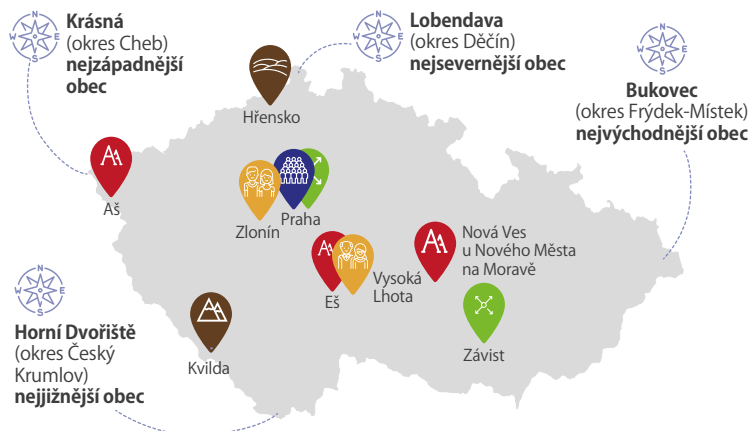 Krásná
(okres Cheb)
nejzápadnější
obec
Lobendava
(okres Děčín)
nejsevernější obec
Bukovec
(okres Frýdek-Místek)
nejvýchodnější obec
Hřensko
Aš
Zlonín
Praha
Nová Ves
u Nového Města
na Moravě
Eš
Vysoká
Lhota
Kvilda
Závist
Horní Dvořiště
(okres Český
Krumlov)
nejjižnější obec
N
E
S
W
N
E
S
W
N
E
S
W
N
E
S
W